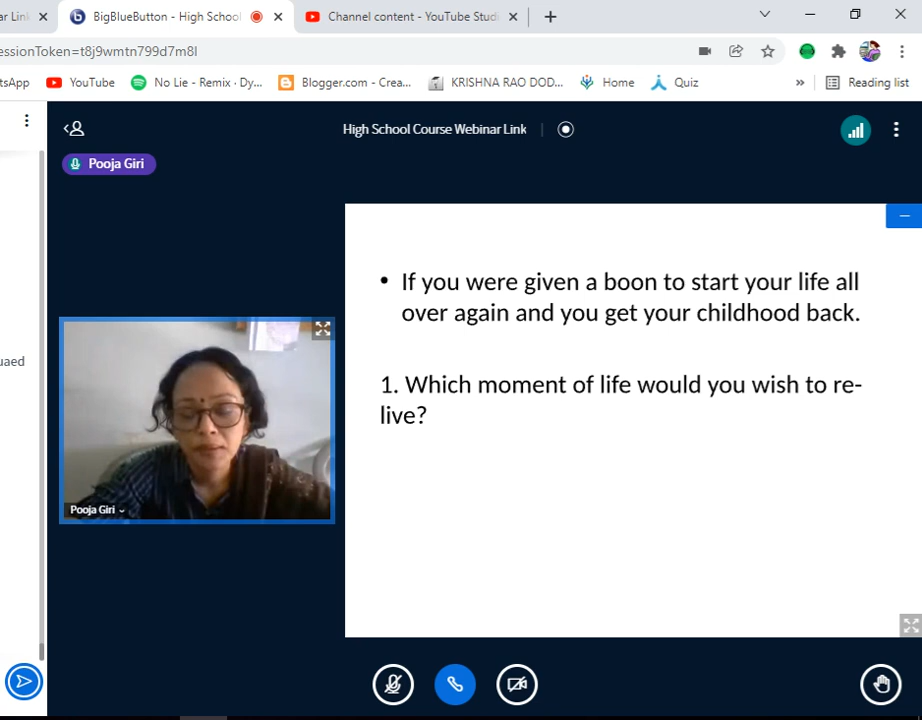 ar Lin
BigBlueButton - High School
Channel content - YouTube Studi
essionToken=t8j9wmtn799d7m8l
tsApp
YouTube
No Lie - Remix · Dy...
Blogger.com - Crea...
KRISHNA RAO DOD...
Home
Quiz
»
Reading list
High School Course Webinar Link
Pooja Giri
• If you were given a boon to start your life all
over again and you get your childhood back.
uaed
1. Which moment of life would you wish to re-
live?
Pooja Giri